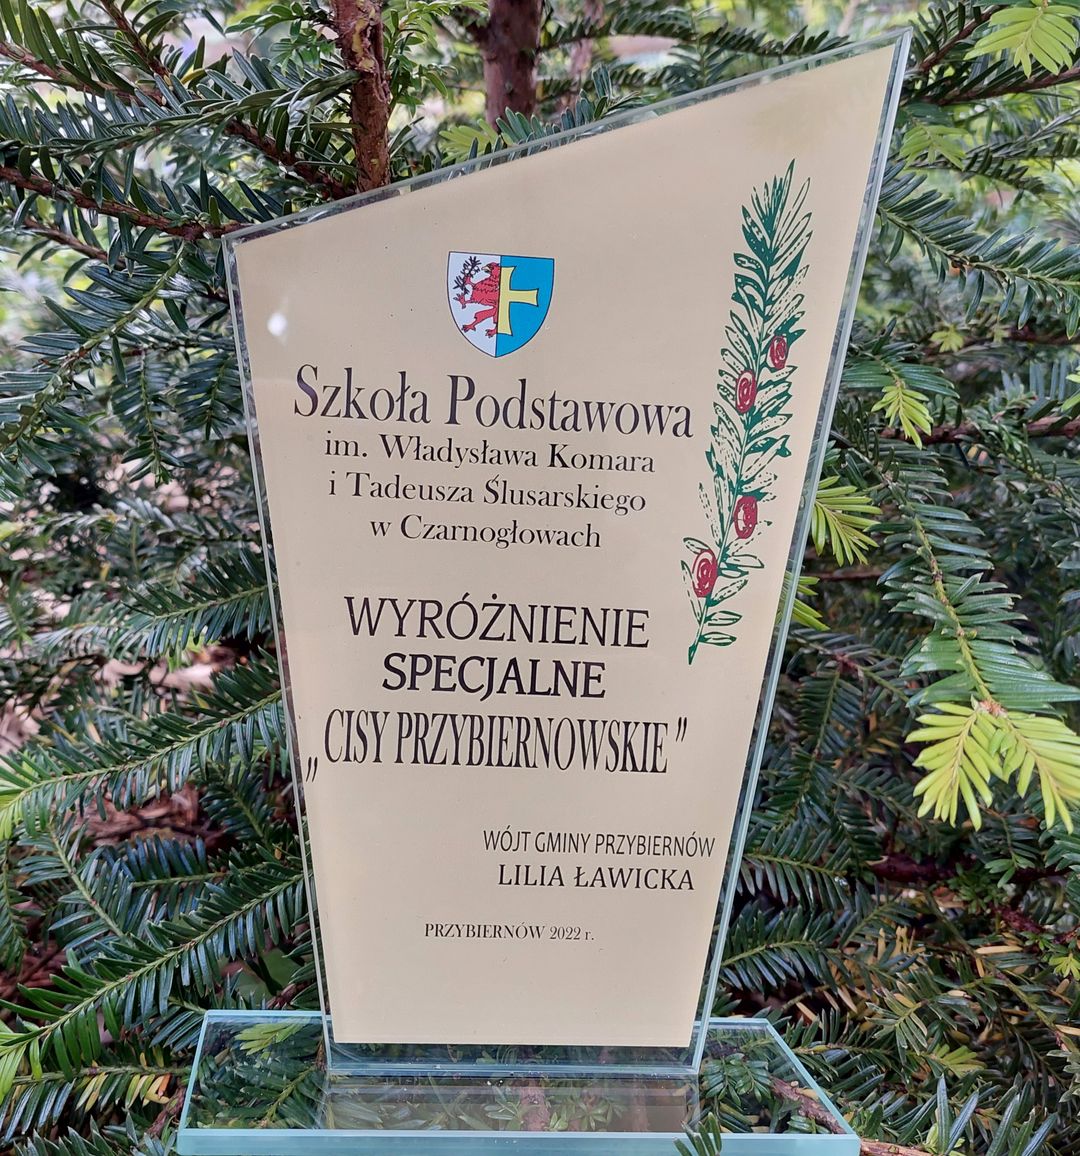 Szkoła Podstawowa
im. Władysława Komara
i Tadeusza Ślusarskiego
w Czarnogłowach
WYRÓŻNIENIE
SPECJALNE
„CISY PRZYBIERNOWSKIE"
WÓJT GMINY PRZYBIERNÓW
LILIA ŁAWICKA
PRZYBIERNÓW 2022 r.